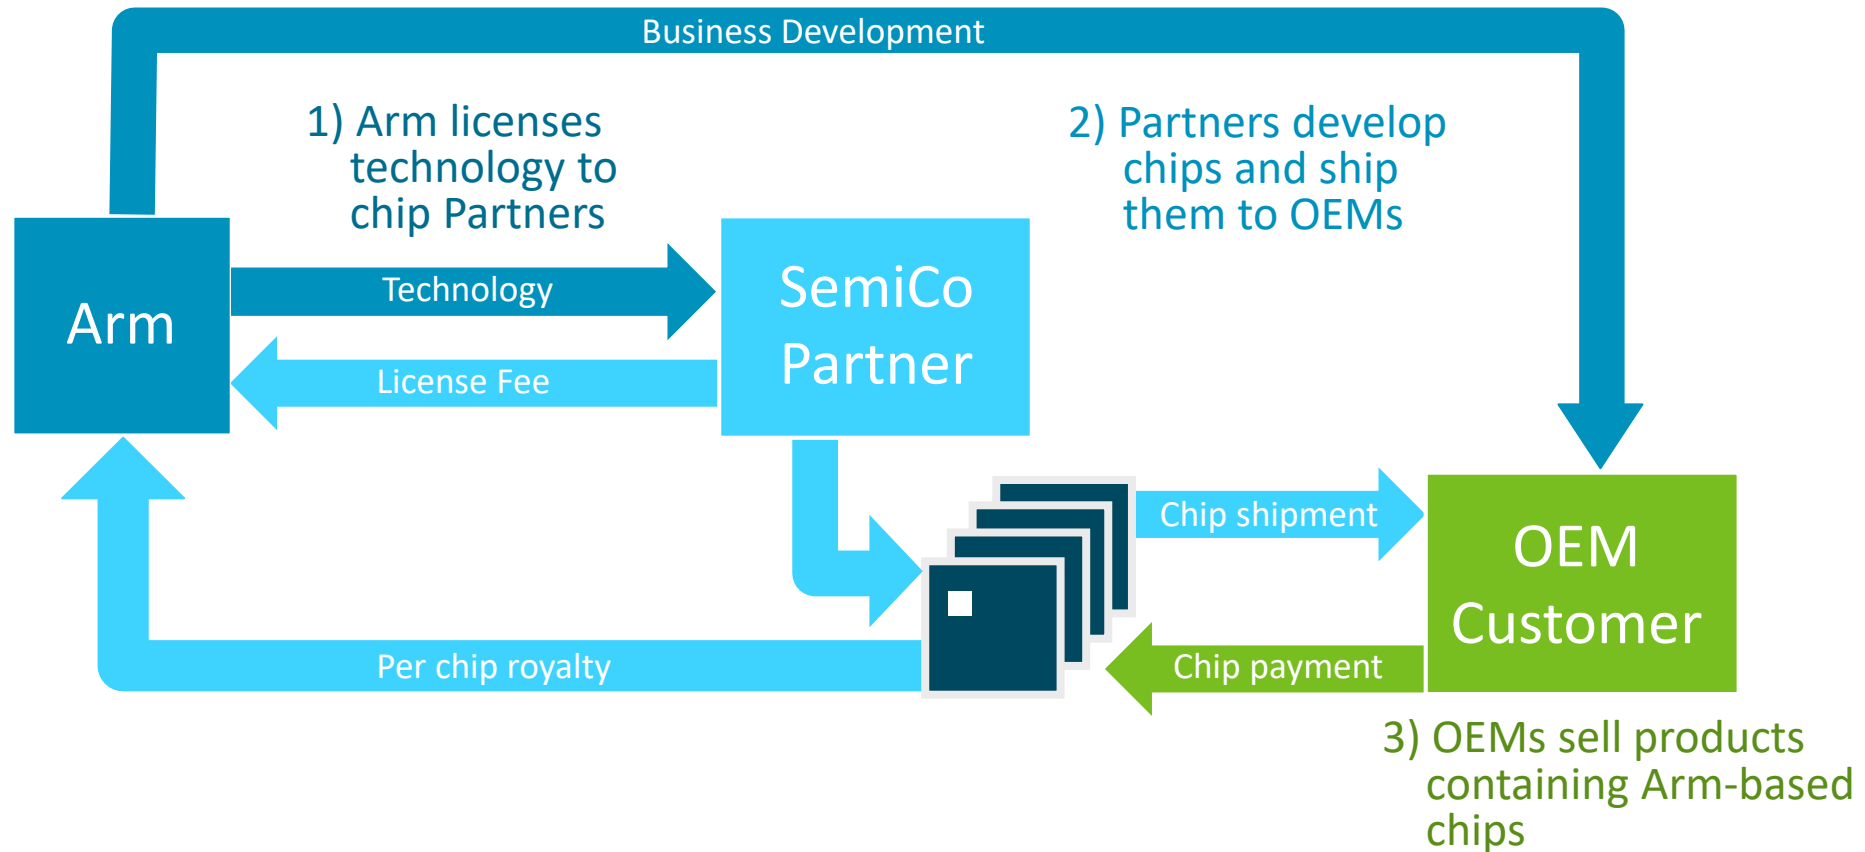 Business Development
1) Arm licenses
technology to
chip Partners
2) Partners develop
chips and ship
them to OEMs
Arm
Technology
License Fee
SemiCo
Partner
Chip shipment
OEM
Customer
Per chip royalty
Chip payment
3) OEMs sell products
containing Arm-based
chips